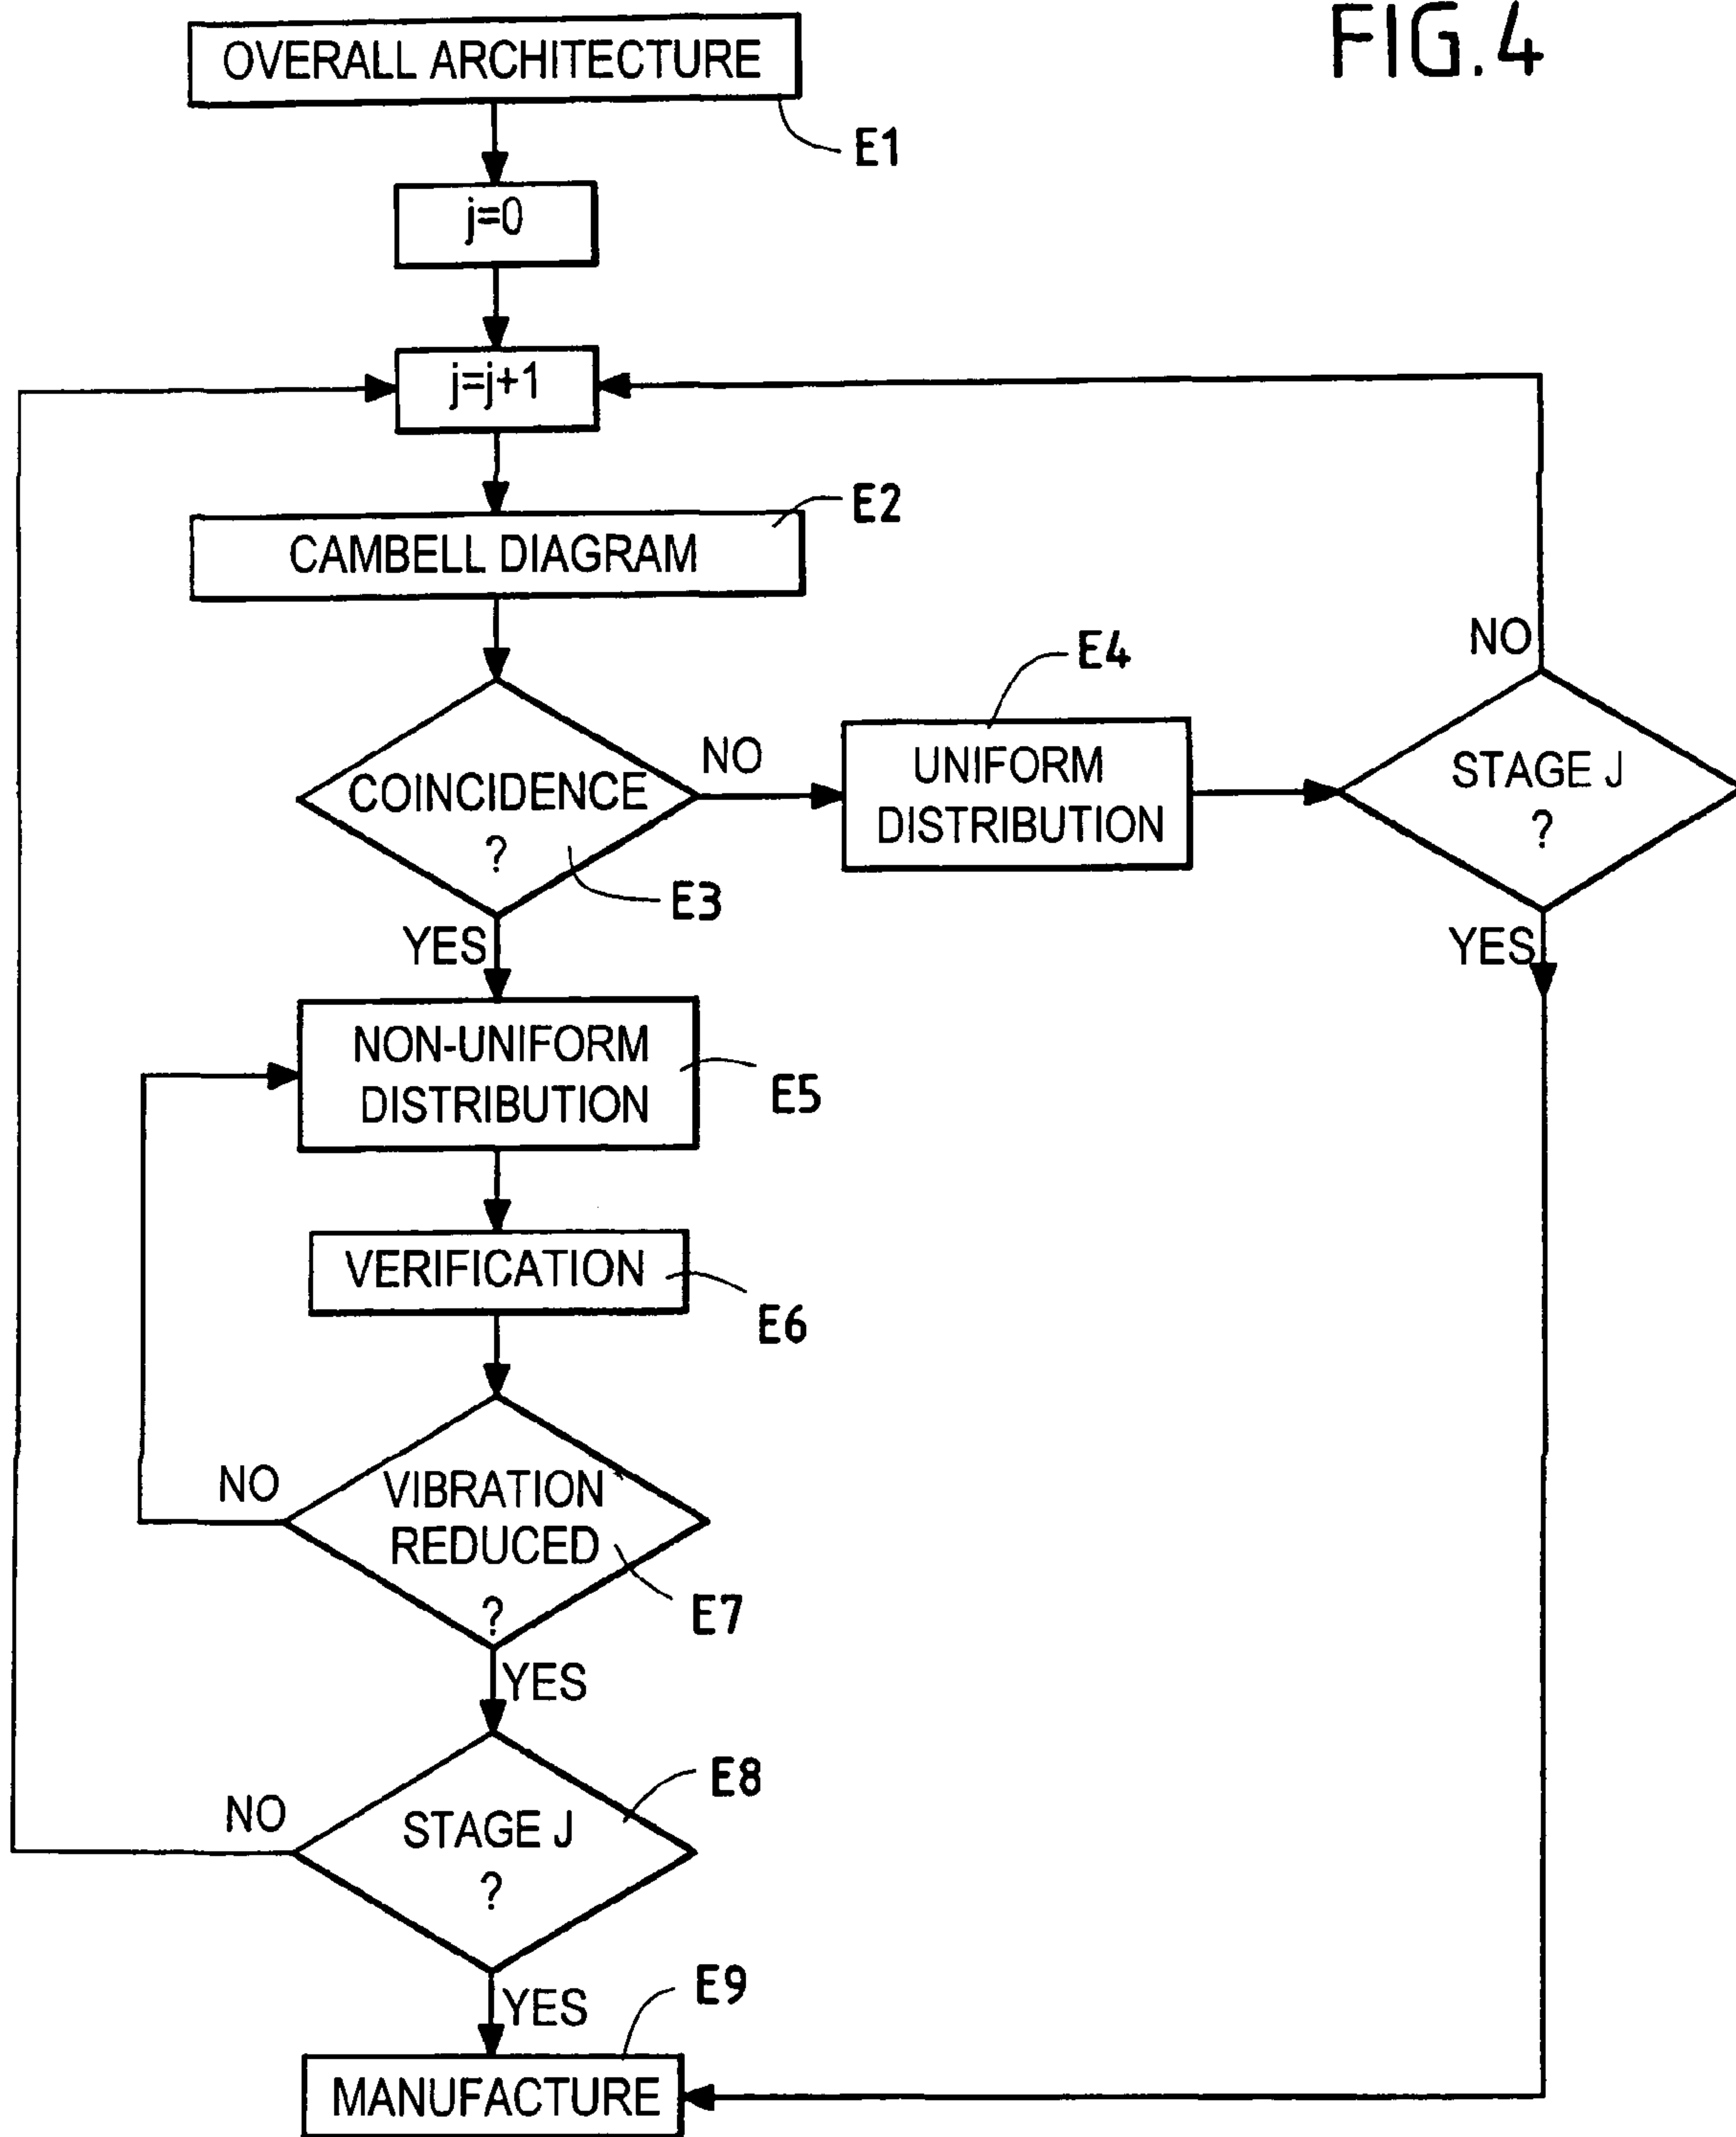 FIG.4
OVERALL ARCHITECTURE
E1
j=0
j=j+1
E2
CAMBELL DIAGRAM
NO
E4
COINCIDENCE
?
NO
UNIFORM
DISTRIBUTION
STAGE J
?
E3
YES
YES
NON-UNIFORM
DISTRIBUTION
E5
VERIFICATION
E6
NO
VIBRATION
REDUCED
?
E7
YES
E8
NO
STAGE J
?
E9
YES
MANUFACTURE